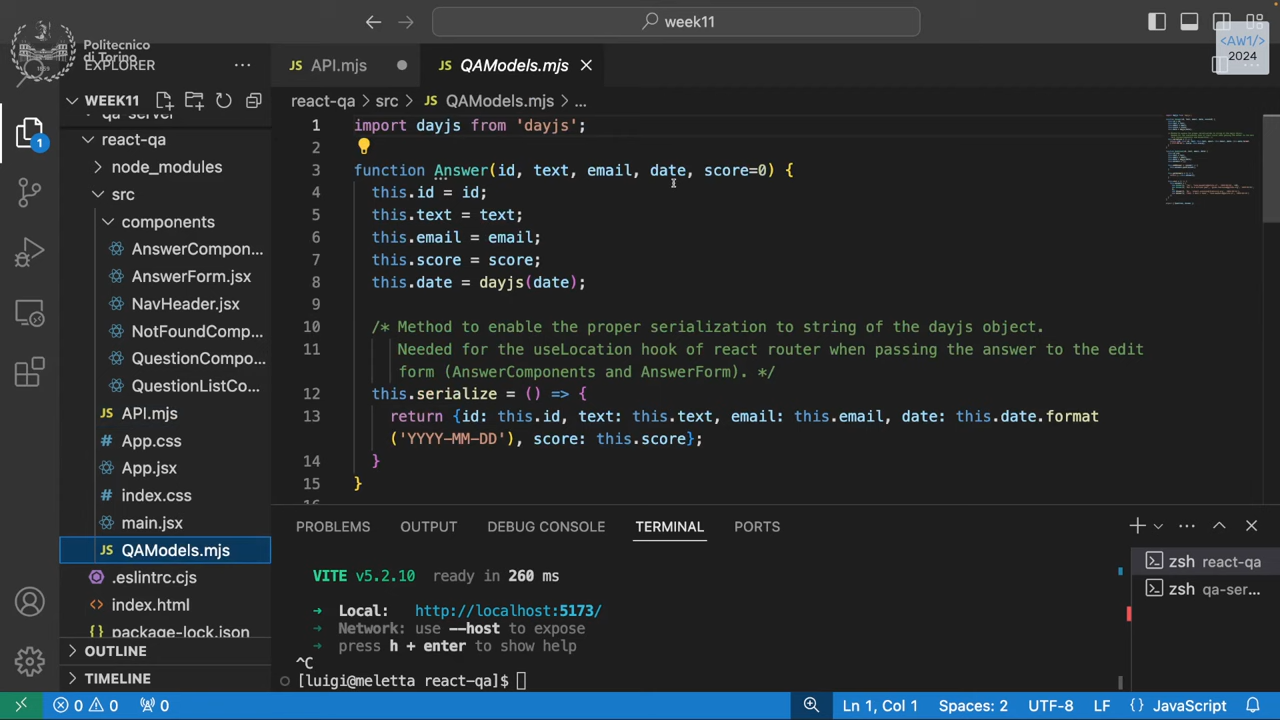 week11
<AW1/>
2024
Politecnico
di Torino
EXPLORER
JS API.mjs
JS QAModels.mjs
WEEK11
react-qa > src > JS QAModels.mjs > ...
qa-server
react-qa
node_modules
src
components
AnswerCompon...
AnswerForm.jsx
NavHeader.jsx
NotFoundComp...
QuestionCompo...
QuestionListCo...
JS API.mjs
# App.css
App.jsx
# index.css
main.jsx
JS QAModels.mjs
.eslintrc.cjs
<> index.html
{} package-lock.json
OUTLINE
TIMELINE
1 import dayjs from 'dayjs';
2
3 function Answer(id, text, email, date, score=0) {
4 this.id = id;
5 this.text = text;
6 this.email = email;
7 this.score = score;
8 this.date = dayjs(date);
9
10 /* Method to enable the proper serialization to string of the dayjs object.
11 Needed for the useLocation hook of react router when passing the answer to the edit
form (AnswerComponents and AnswerForm). */
12 this.serialize = () => {
13 return {id: this.id, text: this.text, email: this.email, date: this.date.format
('YYYY-MM-DD'), score: this.score};
14 }
15 }
PROBLEMS OUTPUT DEBUG CONSOLE TERMINAL PORTS
VITE v5.2.10 ready in 260 ms
➜ Local: http://localhost:5173/
➜ Network: use --host to expose
➜ press h + enter to show help
^C
[luigi@meletta react-qa]$
zsh react-qa
zsh qa-ser...
0 0 0 Ln 1, Col 1 Spaces: 2 UTF-8 LF {} JavaScript